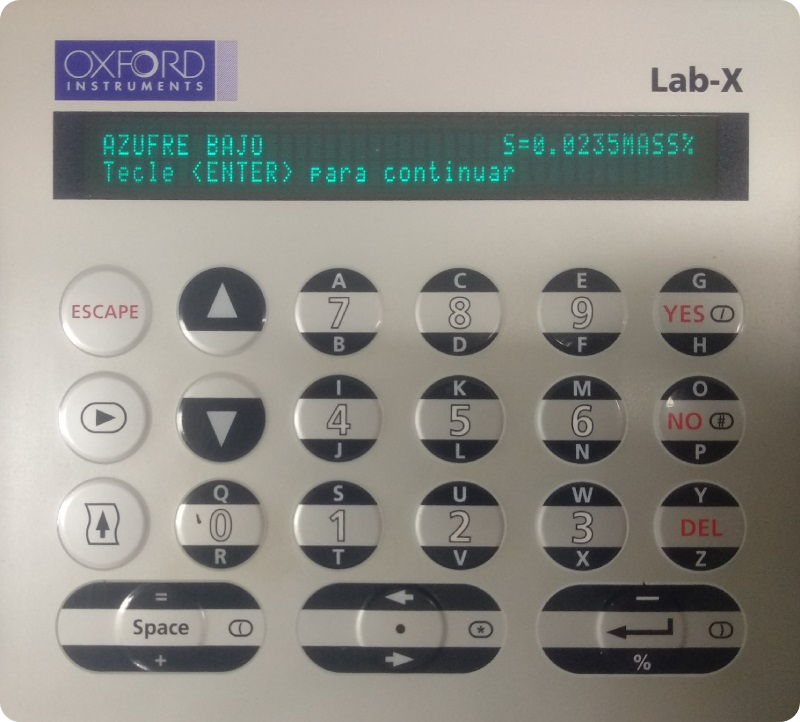 OXFORD
INSTRUMENTS
Lab-X
AZUFRE BAJO S=0.0235MASS%
Tecle <ENTER> para continuar
A C E G
ESCAPE 7 8 9 YES /
B D F H
I K M O
4 5 6 NO #
J L N P
Q S U W Y
0 1 2 3 DEL
R T V X Z
= —
Space ( • * )
+ %